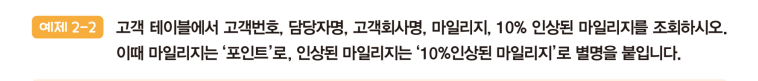 예제 2-2 고객 테이블에서 고객번호, 담당자명, 고객회사명, 마일리지, 10% 인상된 마일리지를 조회하시오.
이때 마일리지는 ‘포인트’로, 인상된 마일리지는 ‘10%인상된 마일리지’로 별명을 붙입니다.